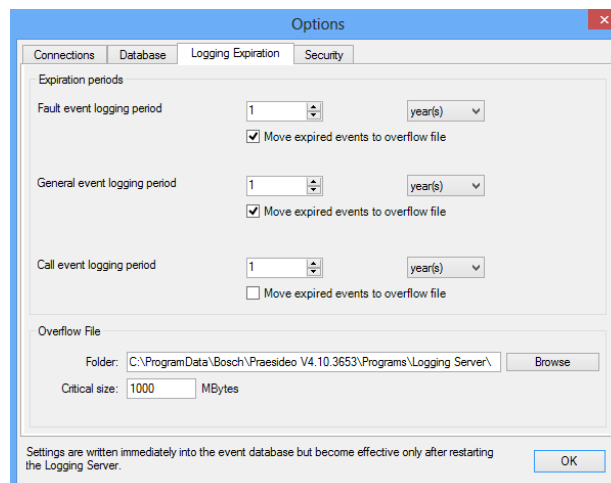 Options
Connections Database Logging Expiration Security
Expiration periods
Fault event logging period 1 year(s)
Move expired events to overflow file
General event logging period 1 year(s)
Move expired events to overflow file
Call event logging period 1 year(s)
Move expired events to overflow file
Overflow File
Folder: C:\ProgramData\Bosch\Praesideo V4.10.3653\Programs\Logging Server\ Browse
Critical size: 1000 MBytes
Settings are written immediately into the event database but become effective only after restarting
the Logging Server.
OK